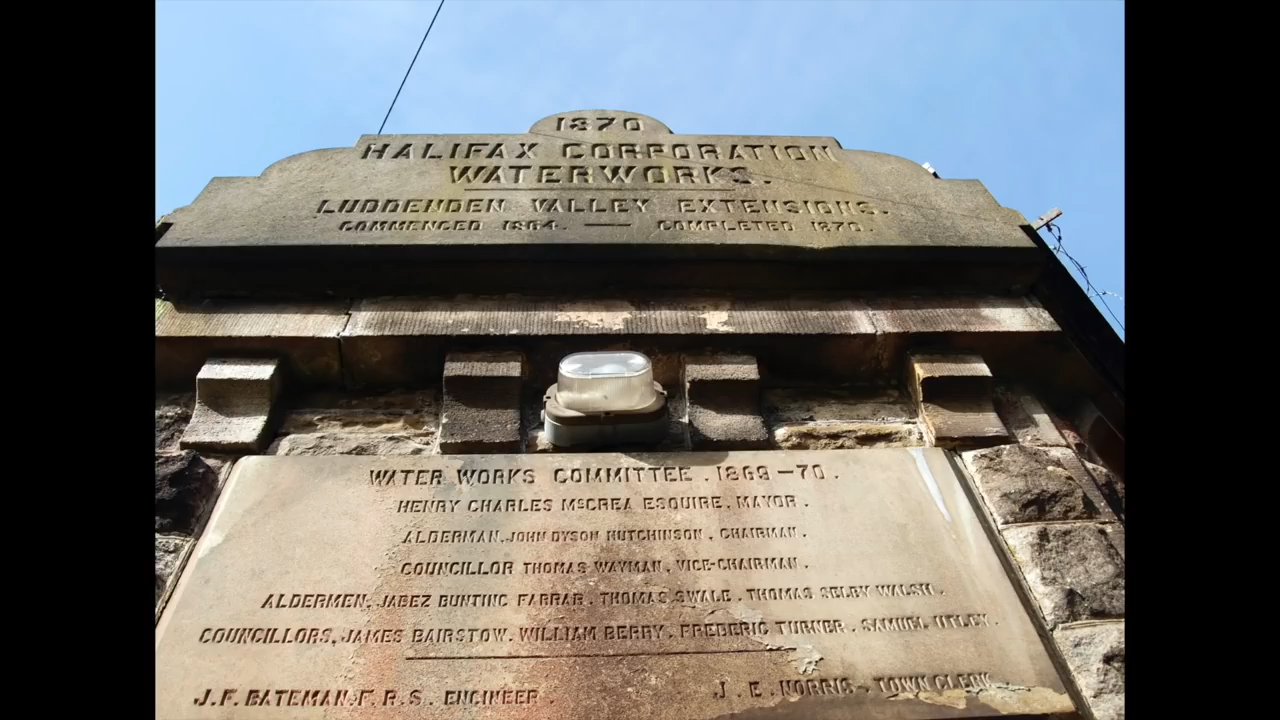 1870
HALIFAX CORPORATION
WATERWORKS.
LUDDENDEN VALLEY EXTENSIONS.
COMMENCED 1864. — COMPLETED 1870.
WATER WORKS COMMITTEE . 1869-70.
HENRY CHARLES McCREA ESQUIRE. MAYOR.
ALDERMAN. JOHN DYSON HUTCHINSON. CHAIRMAN.
COUNCILLOR THOMAS WAYMAN, VICE-CHAIRMAN.
ALDERMEN, JABEZ BUNTING FARRAR. THOMAS SWALE. THOMAS SELBY WALSH.
COUNCILLORS, JAMES BAIRSTOW. WILLIAM BERRY. FREDERIC TURNER. SAMUEL UTLEY.
J.F. BATEMAN. F.R.S. ENGINEER. J. E. NORRIS - TOWN CLERK